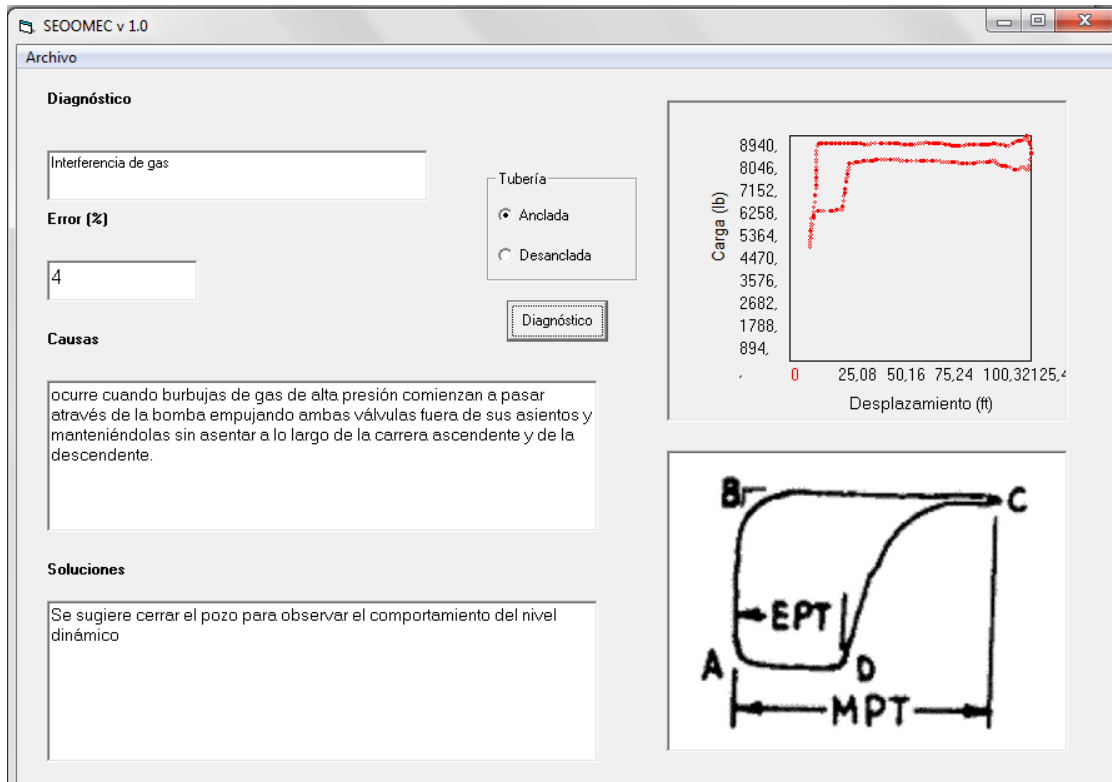 SEOOMEC v 1.0
Archivo
Diagnóstico
Interferencia de gas
Error (%)
4
Tubería
Anclada
Desanclada
Diagnóstico
Causas
ocurre cuando burbujas de gas de alta presión comienzan a pasar
através de la bomba empujando ambas válvulas fuera de sus asientos y
manteniéndolas sin asentar a lo largo de la carrera ascendente y de la
descendente.
Soluciones
Se sugiere cerrar el pozo para observar el comportamiento del nivel
dinámico
Carga (lb)
8940,
8046,
7152,
6258,
5364,
4470,
3576,
2682,
1788,
894,
,
0 25,08 50,16 75,24 100,32 125,4
Desplazamiento (ft)
B
C
EPT
A
D
MPT